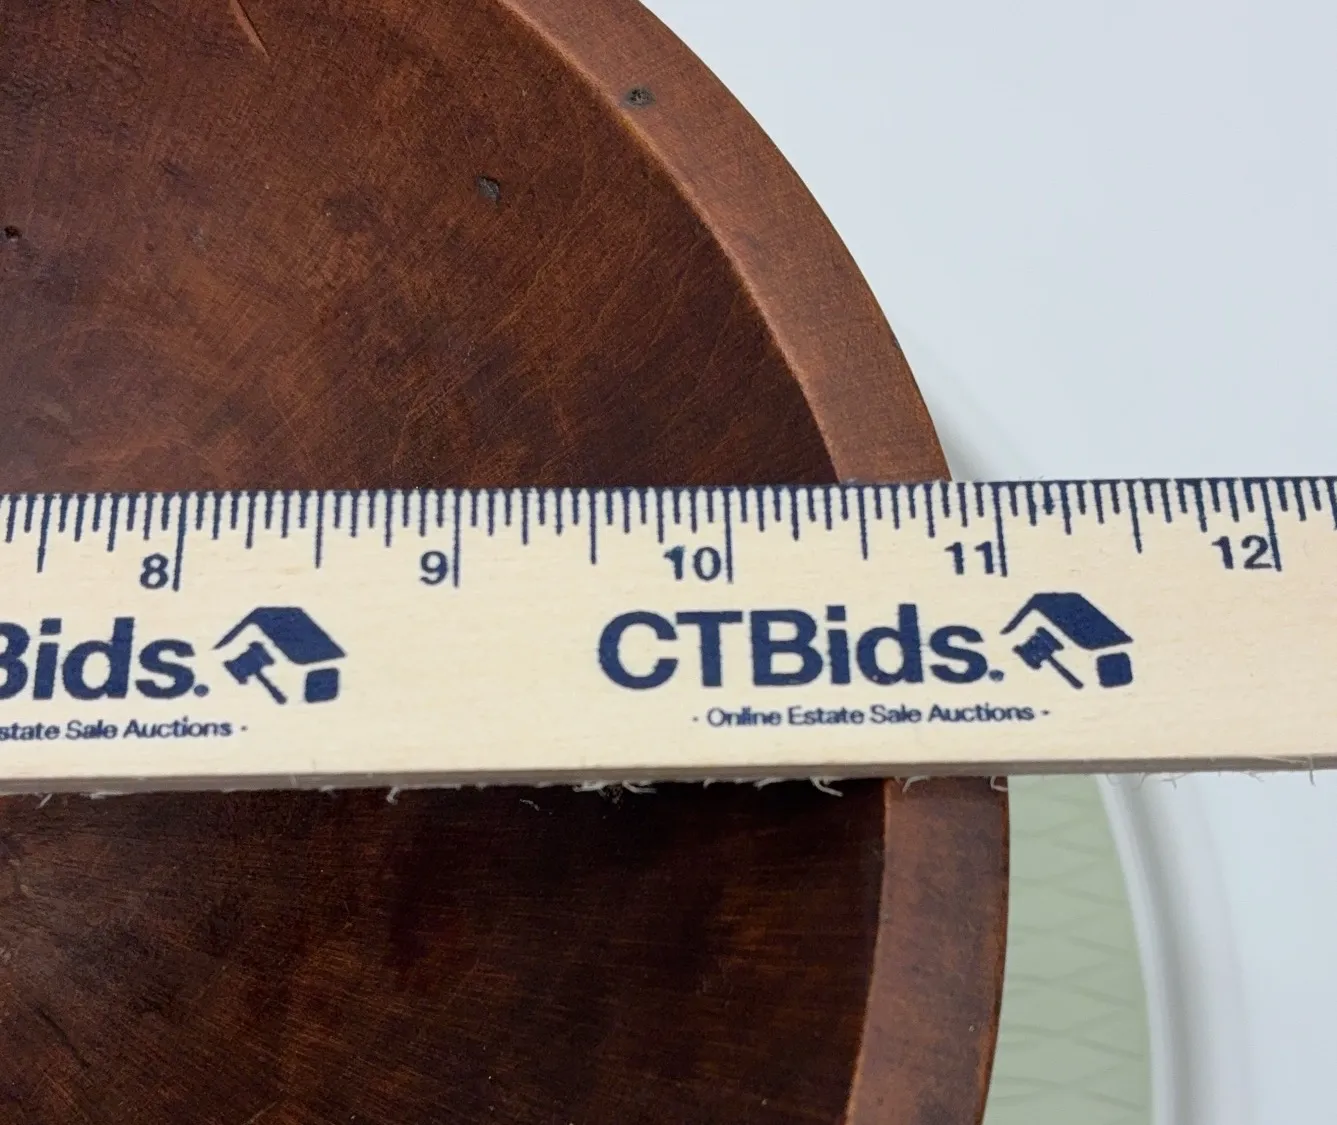 8 9 10 11 12
Bids. CTBids.
state Sale Auctions - - Online Estate Sale Auctions -